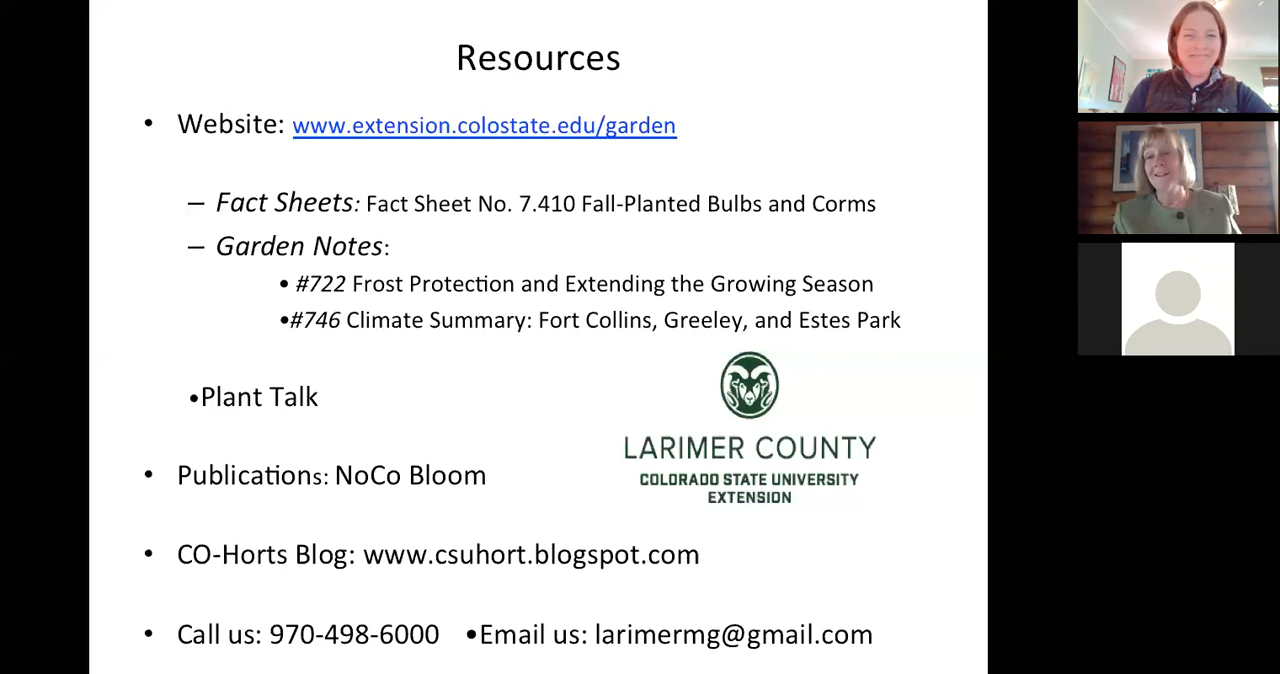 Resources
• Website: www.extension.colostate.edu/garden
– Fact Sheets: Fact Sheet No. 7.410 Fall-Planted Bulbs and Corms
– Garden Notes:
• #722 Frost Protection and Extending the Growing Season
•#746 Climate Summary: Fort Collins, Greeley, and Estes Park
•Plant Talk
LARIMER COUNTY
COLORADO STATE UNIVERSITY
EXTENSION
• Publications: NoCo Bloom
• CO-Horts Blog: www.csuhort.blogspot.com
• Call us: 970-498-6000 •Email us: larimermg@gmail.com